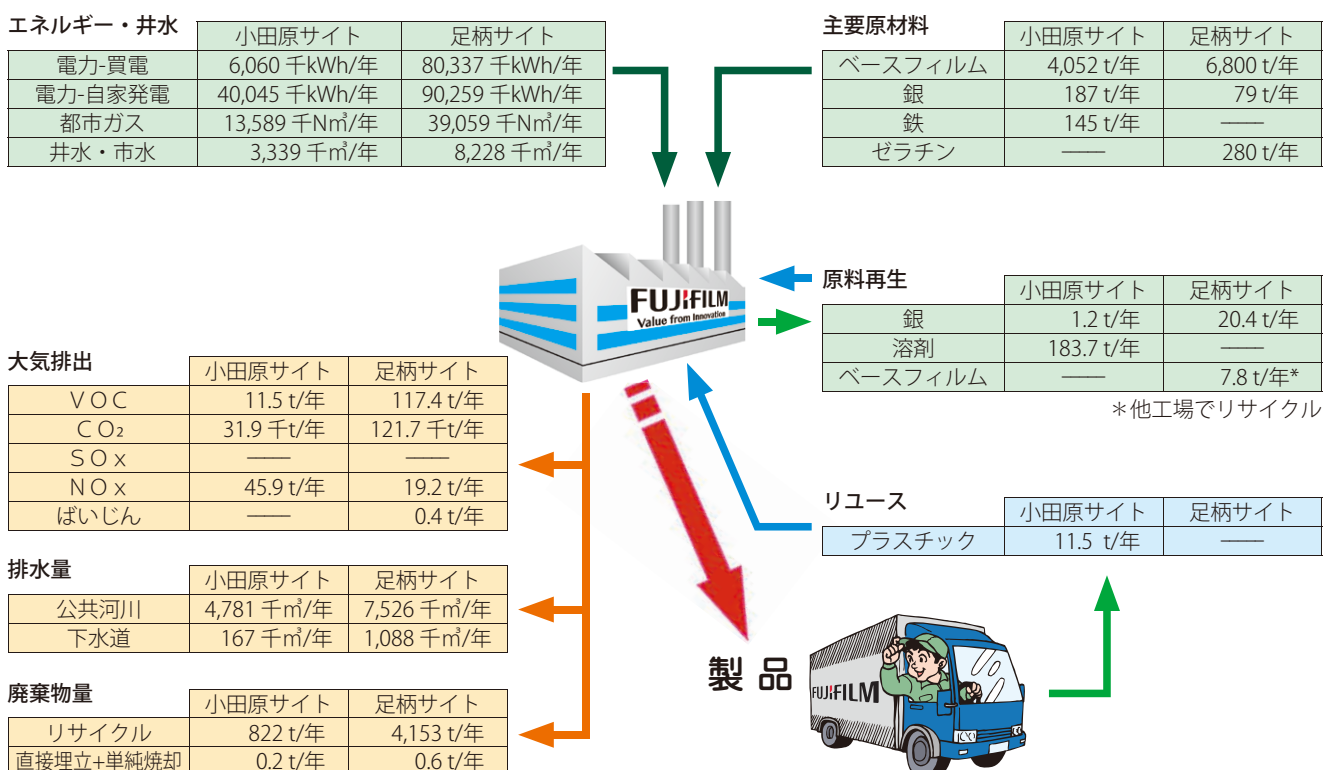 エネルギー・井水
小田原サイト 足柄サイト
電力-買電 6,060 千kWh/年 80,337 千kWh/年
電力-自家発電 40,045 千kWh/年 90,259 千kWh/年
都市ガス 13,589 千N㎥/年 39,059 千N㎥/年
井水・市水 3,339 千㎥/年 8,228 千㎥/年
主要原材料
小田原サイト 足柄サイト
ベースフィルム 4,052 t/年 6,800 t/年
銀 187 t/年 79 t/年
鉄 145 t/年 ――
ゼラチン ―― 280 t/年
FUJIFILM
Value from Innovation
原料再生
小田原サイト 足柄サイト
銀 1.2 t/年 20.4 t/年
溶剤 183.7 t/年 ――
ベースフィルム ―― 7.8 t/年*
＊他工場でリサイクル
大気排出
小田原サイト 足柄サイト
ＶＯＣ 11.5 t/年 117.4 t/年
ＣＯ₂ 31.9 千t/年 121.7 千t/年
ＳＯｘ ―― ――
ＮＯｘ 45.9 t/年 19.2 t/年
ばいじん ―― 0.4 t/年
リユース
小田原サイト 足柄サイト
プラスチック 11.5 t/年 ――
排水量
小田原サイト 足柄サイト
公共河川 4,781 千㎥/年 7,526 千㎥/年
下水道 167 千㎥/年 1,088 千㎥/年
製品
FUJIFILM
廃棄物量
小田原サイト 足柄サイト
リサイクル 822 t/年 4,153 t/年
直接埋立+単純焼却 0.2 t/年 0.6 t/年